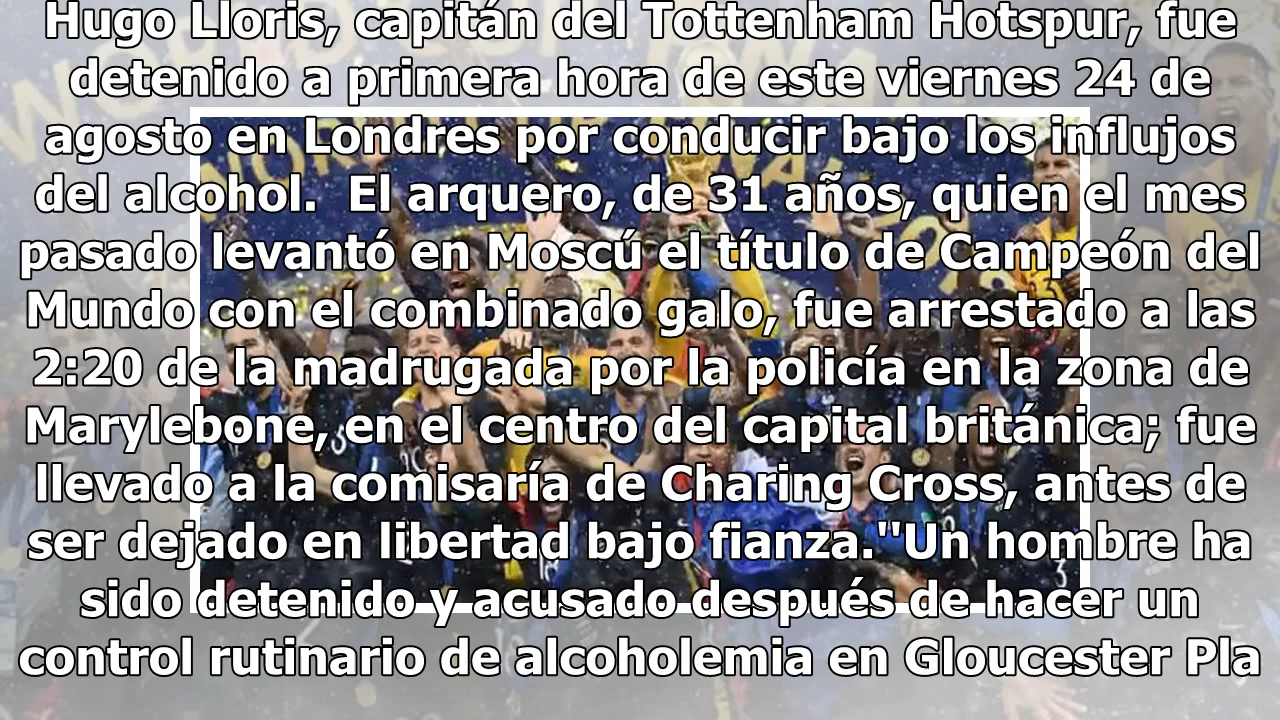 Hugo Lloris, capitán del Tottenham Hotspur, fue
detenido a primera hora de este viernes 24 de
agosto en Londres por conducir bajo los influjos
del alcohol.  El arquero, de 31 años, quien el mes
pasado levantó en Moscú el título de Campeón del
Mundo con el combinado galo, fue arrestado a las
2:20 de la madrugada por la policía en la zona de
Marylebone, en el centro del capital británica; fue
llevado a la comisaría de Charing Cross, antes de
ser dejado en libertad bajo fianza."Un hombre ha
sido detenido y acusado después de hacer un
control rutinario de alcoholemia en Gloucester Pla